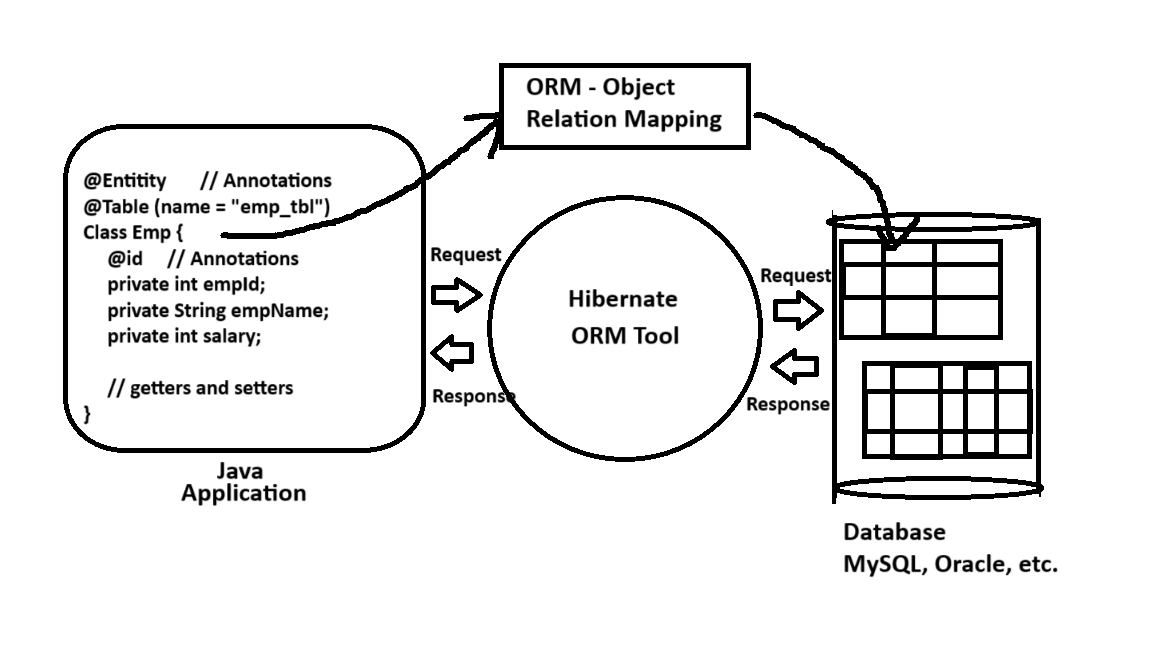 ORM - Object
Relation Mapping
@Entitity // Annotations
@Table (name = "emp_tbl")
Class Emp {
@id // Annotations
private int empId;
private String empName;
private int salary;
// getters and setters
}
Java
Application
Request
Response
Hibernate
ORM Tool
Request
Response
Database
MySQL, Oracle, etc.